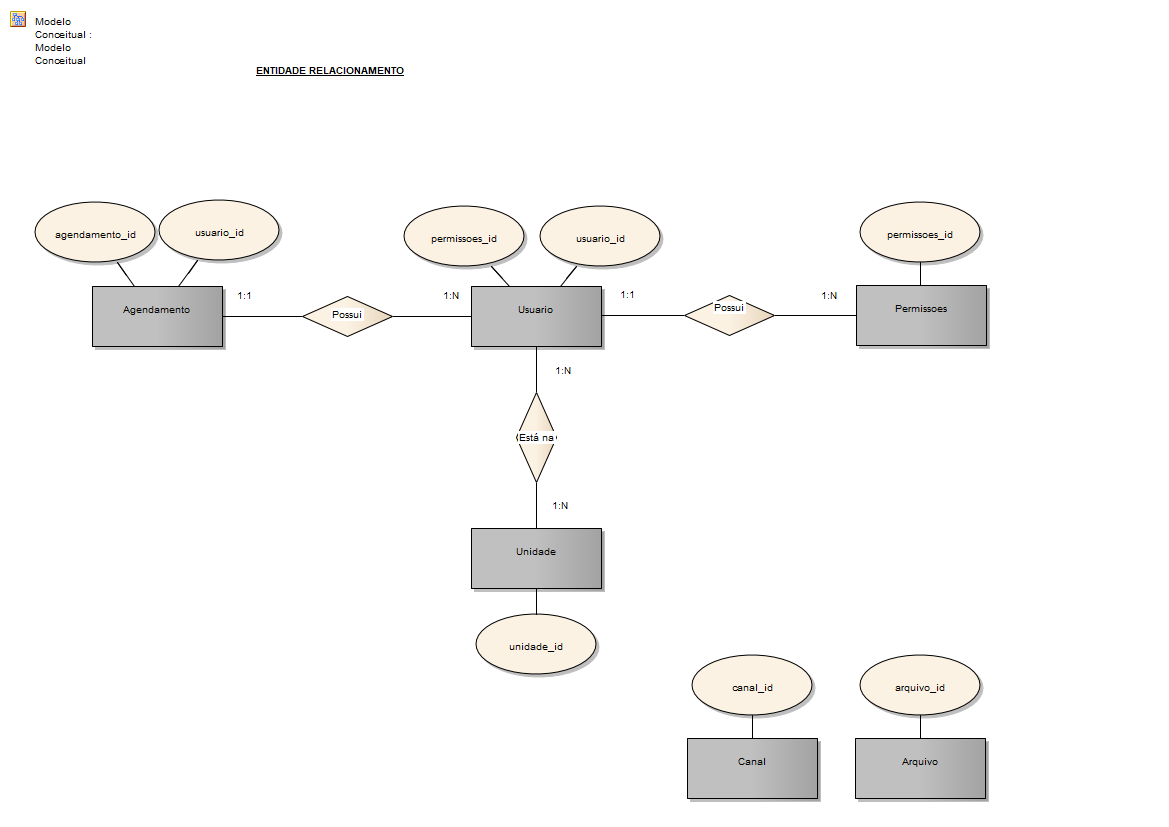 Modelo
Conceitual :
Modelo
Conceitual
ENTIDADE RELACIONAMENTO
agendamento_id
usuario_id
permissoes_id
usuario_id
permissoes_id
Agendamento
1:1
Possui
1:N
Usuario
1:1
Possui
1:N
Permissoes
1:N
Está na
1:N
Unidade
unidade_id
canal_id
arquivo_id
Canal
Arquivo